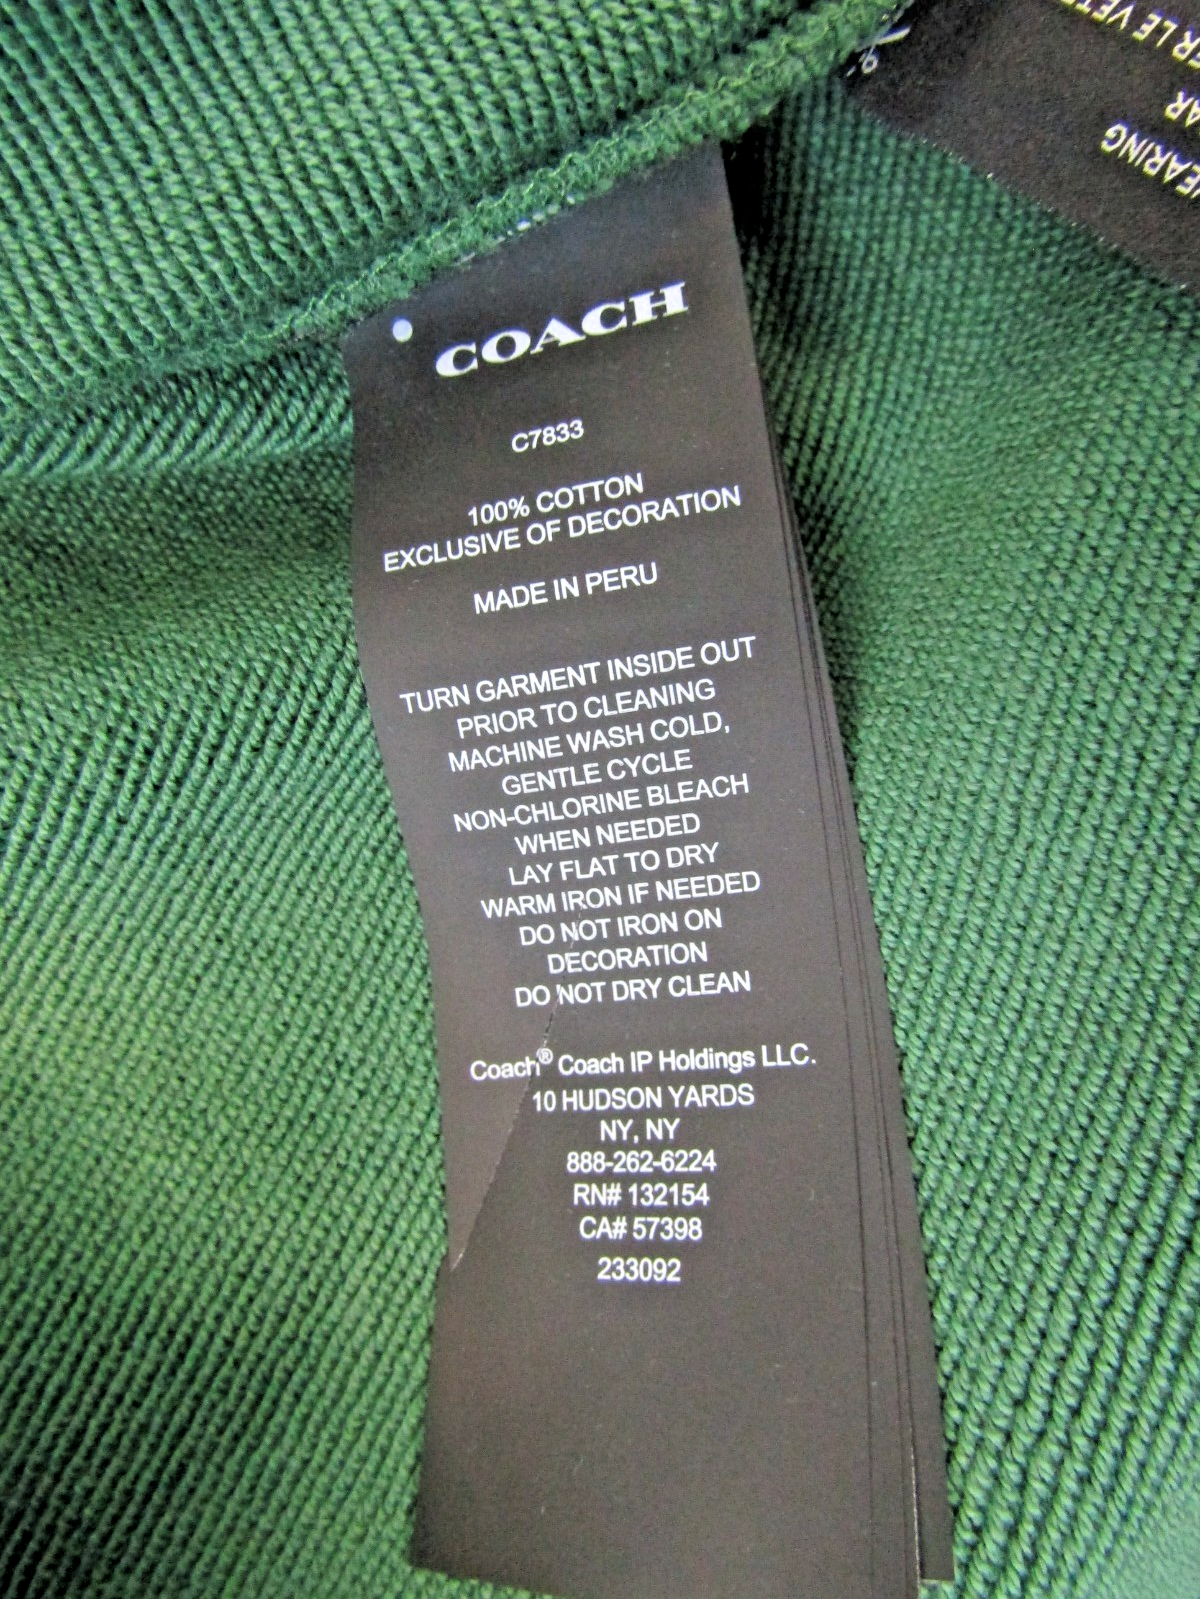 COACH
C7833
100% COTTON
EXCLUSIVE OF DECORATION
MADE IN PERU
TURN GARMENT INSIDE OUT
PRIOR TO CLEANING
MACHINE WASH COLD,
GENTLE CYCLE
NON-CHLORINE BLEACH
WHEN NEEDED
LAY FLAT TO DRY
WARM IRON IF NEEDED
DO NOT IRON ON
DECORATION
DO NOT DRY CLEAN
Coach® Coach IP Holdings LLC.
10 HUDSON YARDS
NY, NY
888-262-6224
RN# 132154
CA# 57398
233092